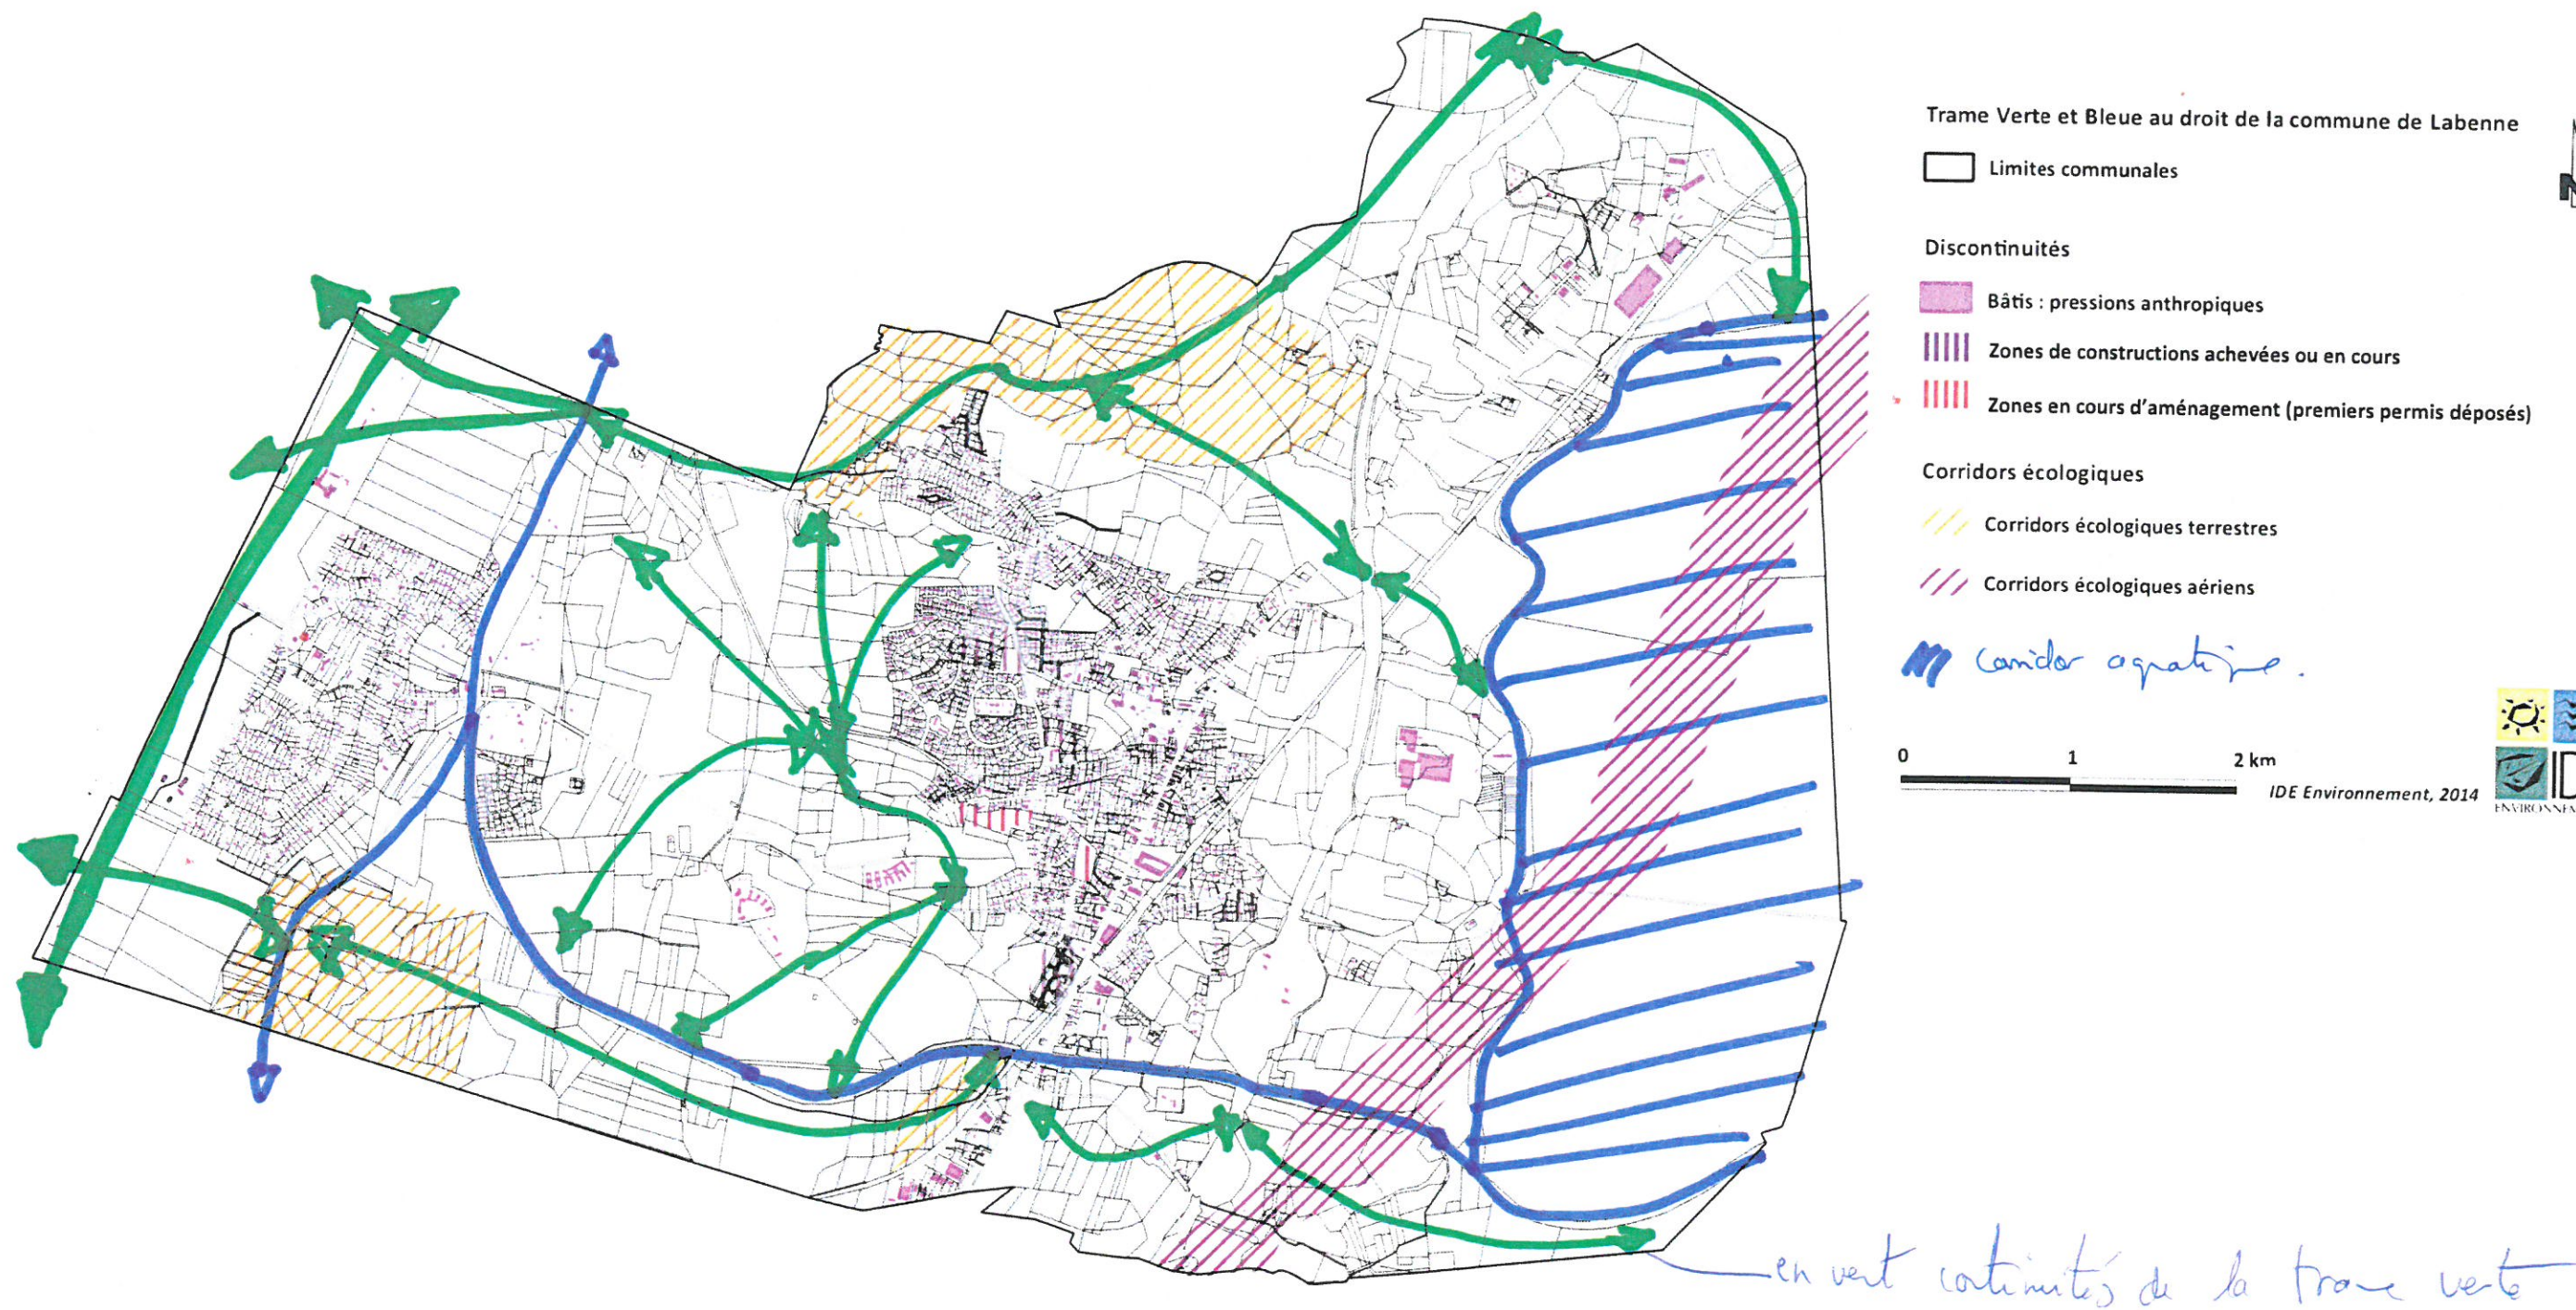 Trame Verte et Bleue au droit de la commune de Labenne
Limites communales
Discontinuités
Bâtis : pressions anthropiques
Zones de constructions achevées ou en cours
Zones en cours d'aménagement (premiers permis déposés)
Corridors écologiques
Corridors écologiques terrestres
Corridors écologiques aériens
corridor aquatique.
0 1 2 km
IDE Environnement, 2014
ID
ENVIRONNEM
en vert continuités de la trame verte